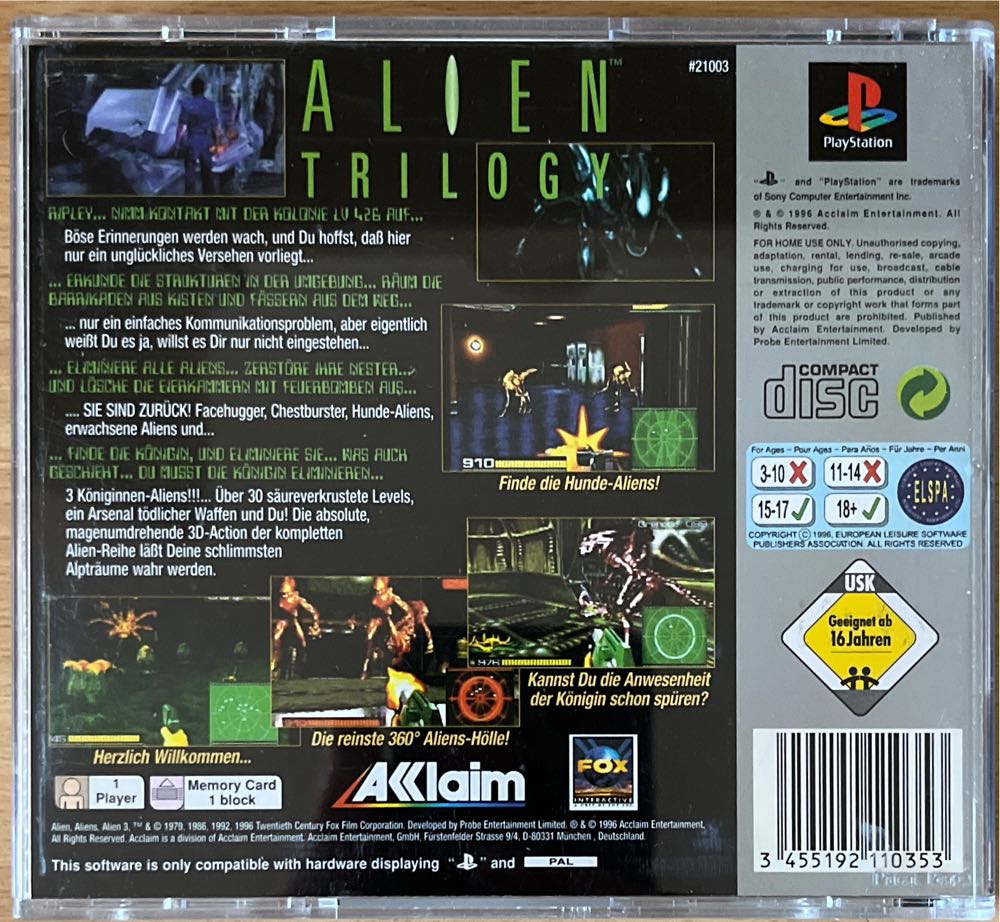 ALIEN™
TRILOGY
#21003
RIPLEY... NIMM KONTAKT MIT DER KOLONIE LV 426 AUF...
Böse Erinnerungen werden wach, und Du hoffst, daß hier
nur ein unglückliches Versehen vorliegt...
... ERKUNDE DIE STRUKTUREN IN DER UMGEBUNG... RÄUM DIE
BARRIKADEN AUS KISTEN UND FÄSSERN AUS DEM WEG...
... nur ein einfaches Kommunikationsproblem, aber eigentlich
weißt Du es ja, willst es Dir nur nicht eingestehen...
... ELIMINIERE ALLE ALIENS... ZERSTÖRE IHRE NESTER...
UND LÖSCHE DIE EIERKAMMERN MIT FEUERBOMBEN AUS...
.... SIE SIND ZURÜCK! Facehugger, Chestburster, Hunde-Aliens,
erwachsene Aliens und...
... FINDE DIE KÖNIGIN, UND ELIMINIERE SIE... WAS AUCH
GESCHIEHT... DU MUSST DIE KÖNIGIN ELIMINIEREN...
3 Königinnen-Aliens!!!... Über 30 säureverkrustete Levels,
ein Arsenal tödlicher Waffen und Du! Die absolute,
magenumdrehende 3D-Action der kompletten
Alien-Reihe läßt Deine schlimmsten
Alpträume wahr werden.
910
Finde die Hunde-Aliens!
976
Kannst Du die Anwesenheit
der Königin schon spüren?
Die reinste 360° Aliens-Hölle!
Herzlich Willkommen...
1
Player
Memory Card
1 block
AKKlaim
FOX
INTERACTIVE
Alien, Aliens, Alien 3, ™ & © 1979, 1986, 1992, 1996 Twentieth Century Fox Film Corporation. Developed by Probe Entertainment Limited. ® & © 1996 Acclaim Entertainment.
All Rights Reserved. Acclaim is a division of Acclaim Entertainment. Acclaim Entertainment, GmbH, Fürstenfelder Strasse 9/4, D-80331 München , Deutschland.
This software is only compatible with hardware displaying " " and PAL
PlayStation
" " and "PlayStation" are trademarks
of Sony Computer Entertainment Inc.
® & © 1996 Acclaim Entertainment. All
Rights Reserved.
FOR HOME USE ONLY. Unauthorised copying,
adaptation, rental, lending, re-sale, arcade
use, charging for use, broadcast, cable
transmission, public performance, distribution
or extraction of this product or any
trademark or copyright work that forms part
of this product are prohibited. Published
by Acclaim Entertainment. Developed by
Probe Entertainment Limited.
COMPACT
disc
For Ages – Pour Ages – Para Años – Für Jahre – Per Anni
3-10 11-14
15-17 18+
ELSPA
COPYRIGHT © 1996, EUROPEAN LEISURE SOFTWARE
PUBLISHERS ASSOCIATION. ALL RIGHTS RESERVED
USK
Geeignet ab
16 Jahren
3 455192 110353